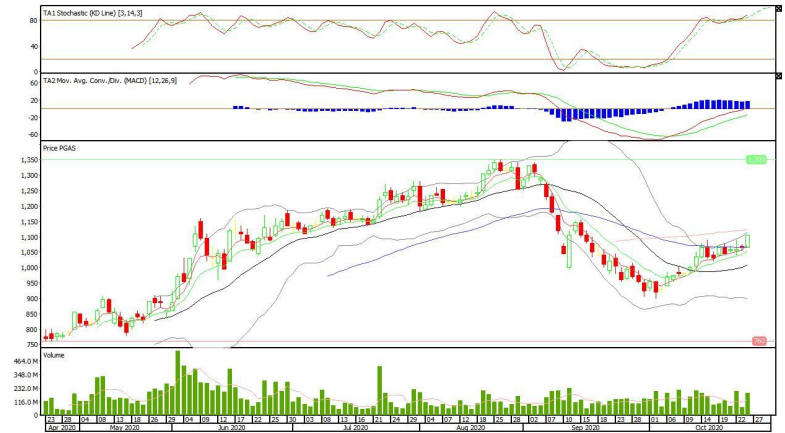 TA1 Stochastic (KD Line) [3,14,3]
80
40
0
TA2 Mov. Avg. Conv./Div. (MACD) [12,26,9]
60
20
-20
-60
Price PGAS
1,350
1,300
1,250
1,200
1,150
1,100
1,050
1,000
950
900
850
800
750
760
Volume
464.0 M
348.0 M
232.0 M
116.0 M
0
23 28 04 08 13 18 29 04 09 12 17 22 25 30 03 08 13 16 21 24 29 05 10 13 18 25 28 02 07 10 15 18 23 28 01 06 09 14 19 22 27
Apr 2020 May 2020 Jun 2020 Jul 2020 Aug 2020 Sep 2020 Oct 2020